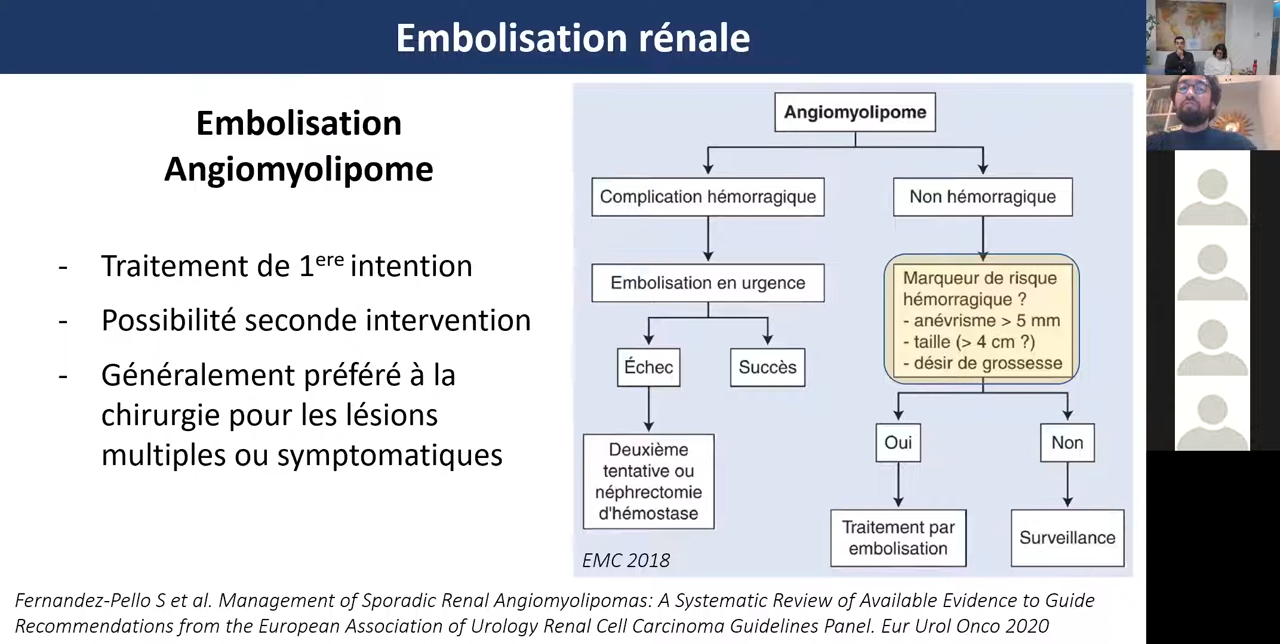 Embolisation rénale
Embolisation
Angiomyolipome
- Traitement de 1ere intention
- Possibilité seconde intervention
- Généralement préféré à la
chirurgie pour les lésions
multiples ou symptomatiques
Angiomyolipome
Complication hémorragique
Non hémorragique
Embolisation en urgence
Marqueur de risque
hémorragique ?
- anévrisme > 5 mm
- taille (> 4 cm ?)
- désir de grossesse
Échec
Succès
Oui
Non
Deuxième
tentative ou
néphrectomie
d'hémostase
Traitement par
embolisation
Surveillance
EMC 2018
Fernandez-Pello S et al. Management of Sporadic Renal Angiomyolipomas: A Systematic Review of Available Evidence to Guide
Recommendations from the European Association of Urology Renal Cell Carcinoma Guidelines Panel. Eur Urol Onco 2020